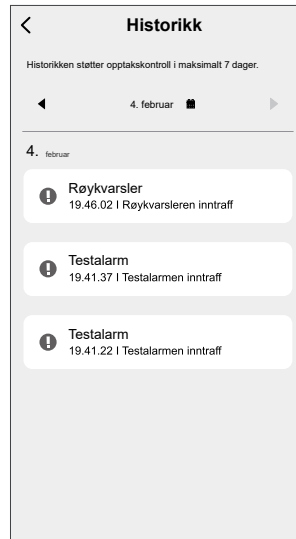 Historikk
Historikken støtter opptakskontroll i maksimalt 7 dager.
4. februar
4. februar
Røykvarsler
19.46.02 I Røykvarsleren inntraff
Testalarm
19.41.37 I Testalarmen inntraff
Testalarm
19.41.22 I Testalarmen inntraff